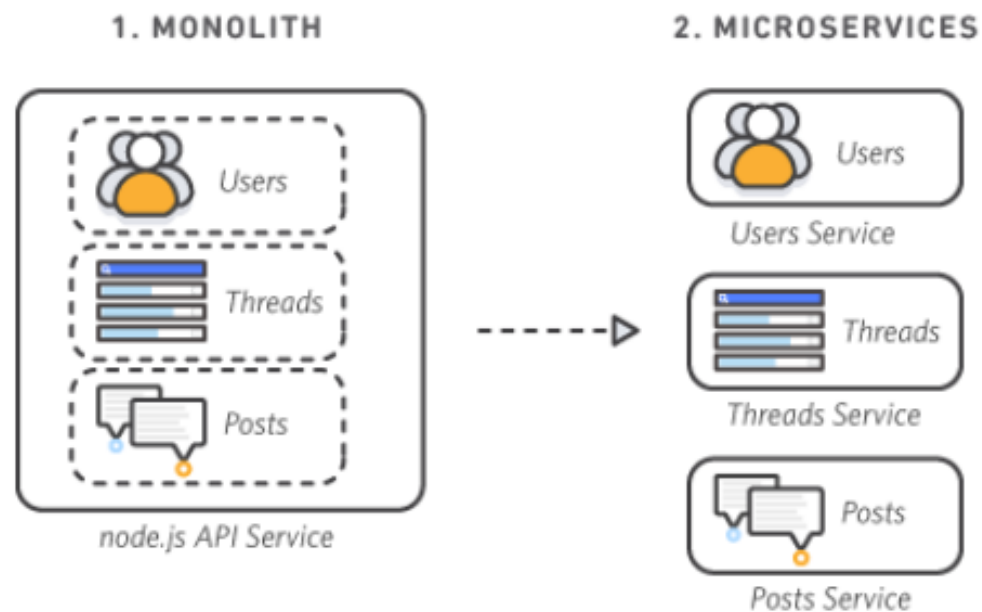 1. MONOLITH
Users
Threads
Posts
node.js API Service
2. MICROSERVICES
Users
Users Service
Threads
Threads Service
Posts
Posts Service